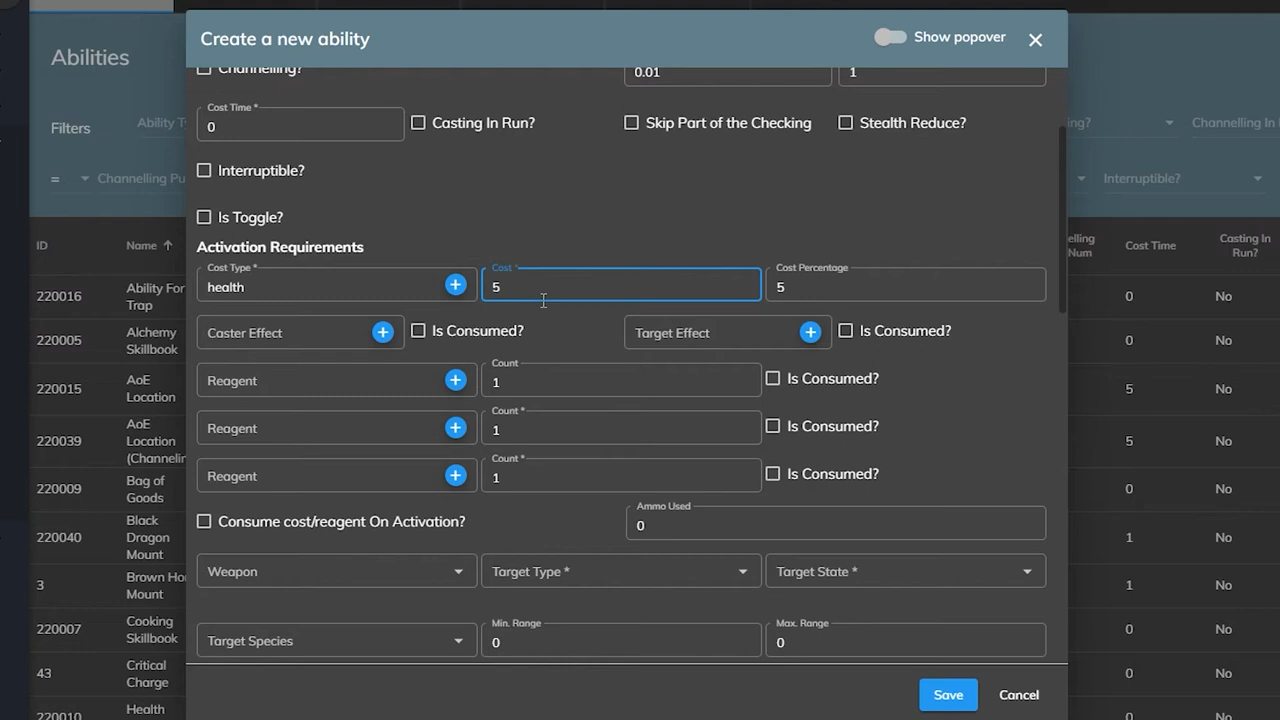 Create a new ability
Show popover
Abilities
Channelling?
0.01
1
Cost Time *
0
Casting In Run?
Skip Part of the Checking
Stealth Reduce?
Filters
Ability Ty
ng?
Channelling In
Interruptible?
=
Channelling Pu
Interruptible?
Is Toggle?
Activation Requirements
Cost Type *
health
Cost *
5
Cost Percentage
5
Caster Effect
Is Consumed?
Target Effect
Is Consumed?
Reagent
Count
1
Is Consumed?
Reagent
Count *
1
Is Consumed?
Reagent
Count *
1
Is Consumed?
Consume cost/reagent On Activation?
Ammo Used
0
Weapon
Target Type *
Target State *
Target Species
Min. Range
0
Max. Range
0
Save
Cancel
ID
Name
elling
Num
Cost Time
Casting In
Run?
220016
Ability For
Trap
0
No
220005
Alchemy
Skillbook
0
No
220015
AoE
Location
5
No
220039
AoE
Location
(Channelin
5
No
220009
Bag of
Goods
0
No
220040
Black
Dragon
Mount
1
No
3
Brown Ho
Mount
1
No
220007
Cooking
Skillbook
0
No
43
Critical
Charge
0
No
220010
Health
0
No